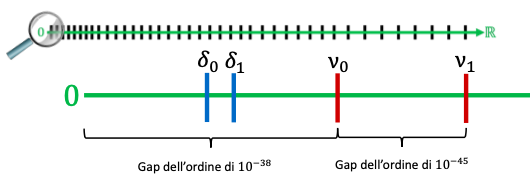 0 ℝ
δ₀ δ₁ ν₀ ν₁
0
Gap dell'ordine di 10⁻³⁸ Gap dell'ordine di 10⁻⁴⁵